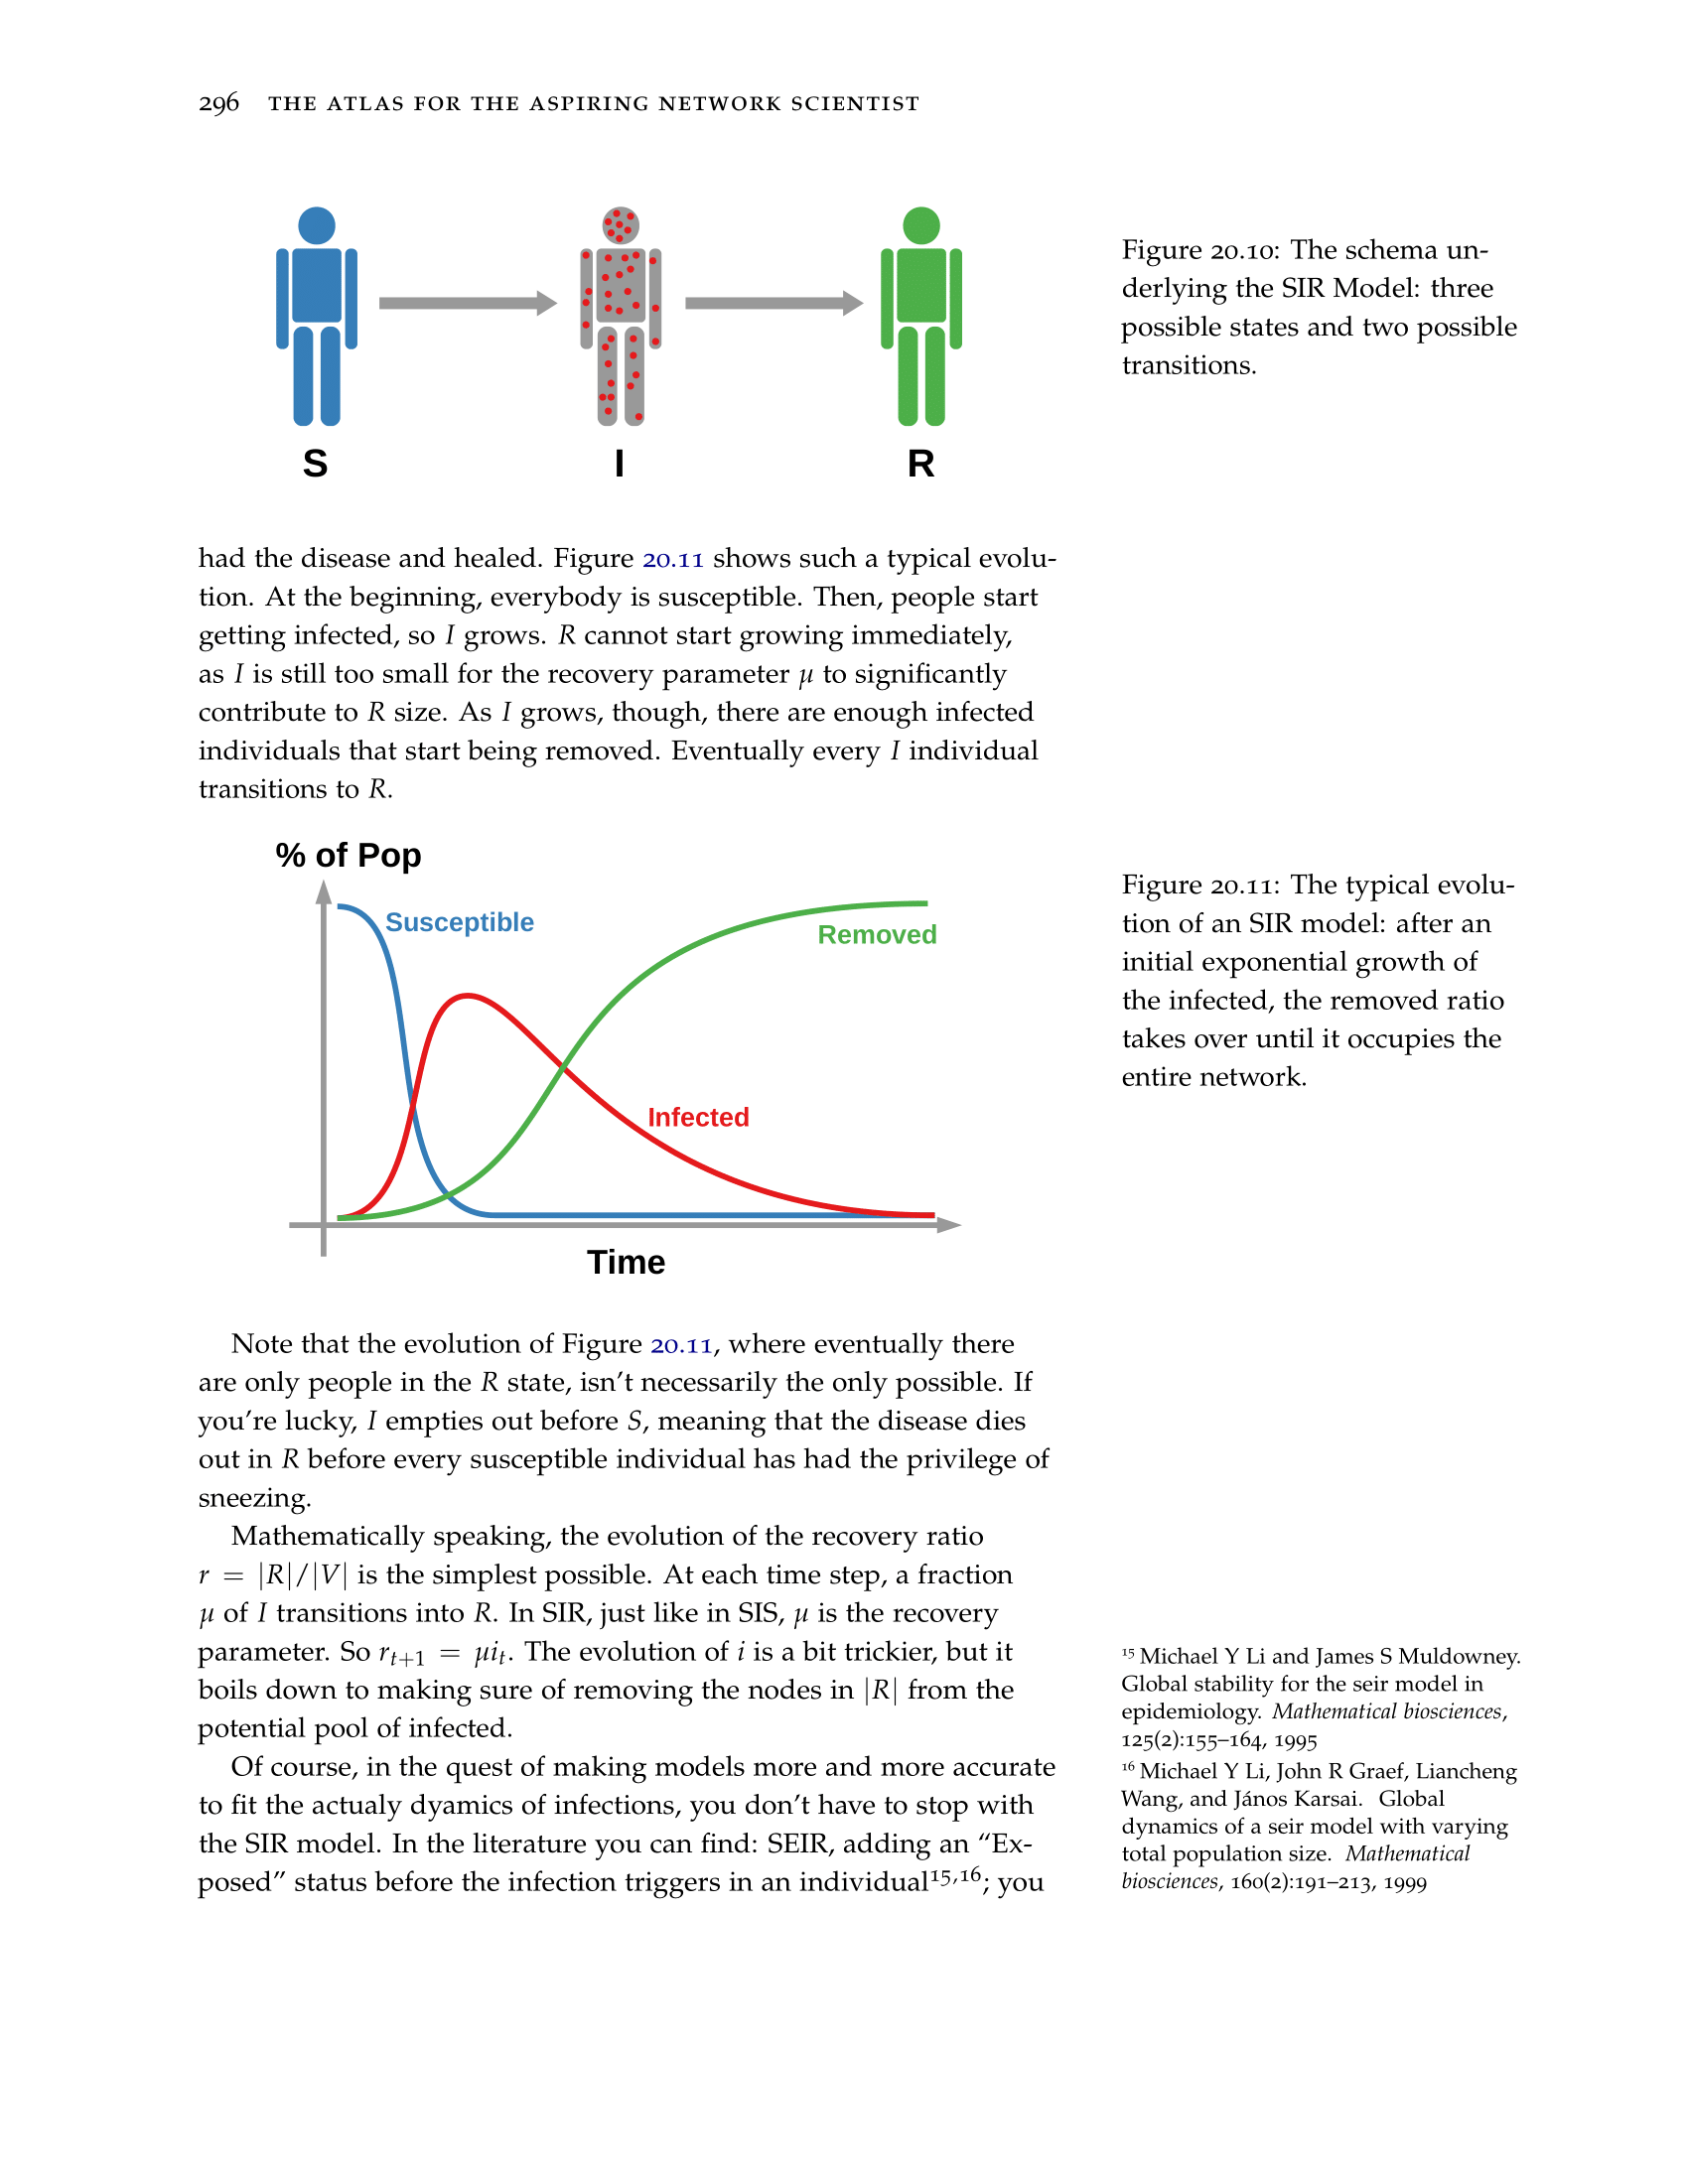 296 THE ATLAS FOR THE ASPIRING NETWORK SCIENTIST
S
I
R
Figure 20.10: The schema un-
derlying the SIR Model: three
possible states and two possible
transitions.
had the disease and healed. Figure 20.11 shows such a typical evolu-
tion. At the beginning, everybody is susceptible. Then, people start
getting infected, so I grows. R cannot start growing immediately,
as I is still too small for the recovery parameter μ to significantly
contribute to R size. As I grows, though, there are enough infected
individuals that start being removed. Eventually every I individual
transitions to R.
% of Pop
Susceptible
Removed
Infected
Time
Figure 20.11: The typical evolu-
tion of an SIR model: after an
initial exponential growth of
the infected, the removed ratio
takes over until it occupies the
entire network.
Note that the evolution of Figure 20.11, where eventually there
are only people in the R state, isn't necessarily the only possible. If
you're lucky, I empties out before S, meaning that the disease dies
out in R before every susceptible individual has had the privilege of
sneezing.
Mathematically speaking, the evolution of the recovery ratio
r = |R|/|V| is the simplest possible. At each time step, a fraction
μ of I transitions into R. In SIR, just like in SIS, μ is the recovery
parameter. So rₜ₊₁ = μiₜ. The evolution of i is a bit trickier, but it
boils down to making sure of removing the nodes in |R| from the
potential pool of infected.
Of course, in the quest of making models more and more accurate
to fit the actualy dyamics of infections, you don't have to stop with
the SIR model. In the literature you can find: SEIR, adding an “Ex-
posed” status before the infection triggers in an individual¹⁵,¹⁶; you
¹⁵ Michael Y Li and James S Muldowney.
Global stability for the seir model in
epidemiology. Mathematical biosciences,
125(2):155–164, 1995
¹⁶ Michael Y Li, John R Graef, Liancheng
Wang, and János Karsai. Global
dynamics of a seir model with varying
total population size. Mathematical
biosciences, 160(2):191–213, 1999